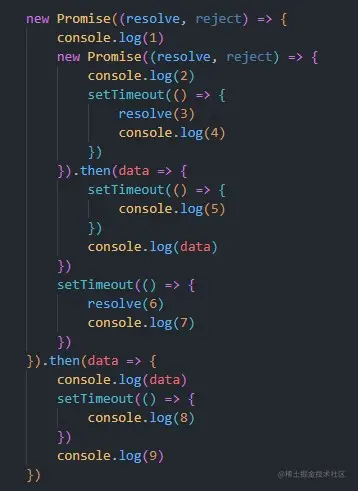 new Promise((resolve, reject) => {
    console.log(1)
    new Promise((resolve, reject) => {
        console.log(2)
        setTimeout(() => {
            resolve(3)
            console.log(4)
        })
    }).then(data => {
        setTimeout(() => {
            console.log(5)
        })
        console.log(data)
    })
    setTimeout(() => {
        resolve(6)
        console.log(7)
    })
}).then(data => {
    console.log(data)
    setTimeout(() => {
        console.log(8)
    })
    console.log(9)
})
@稀土掘金技术社区